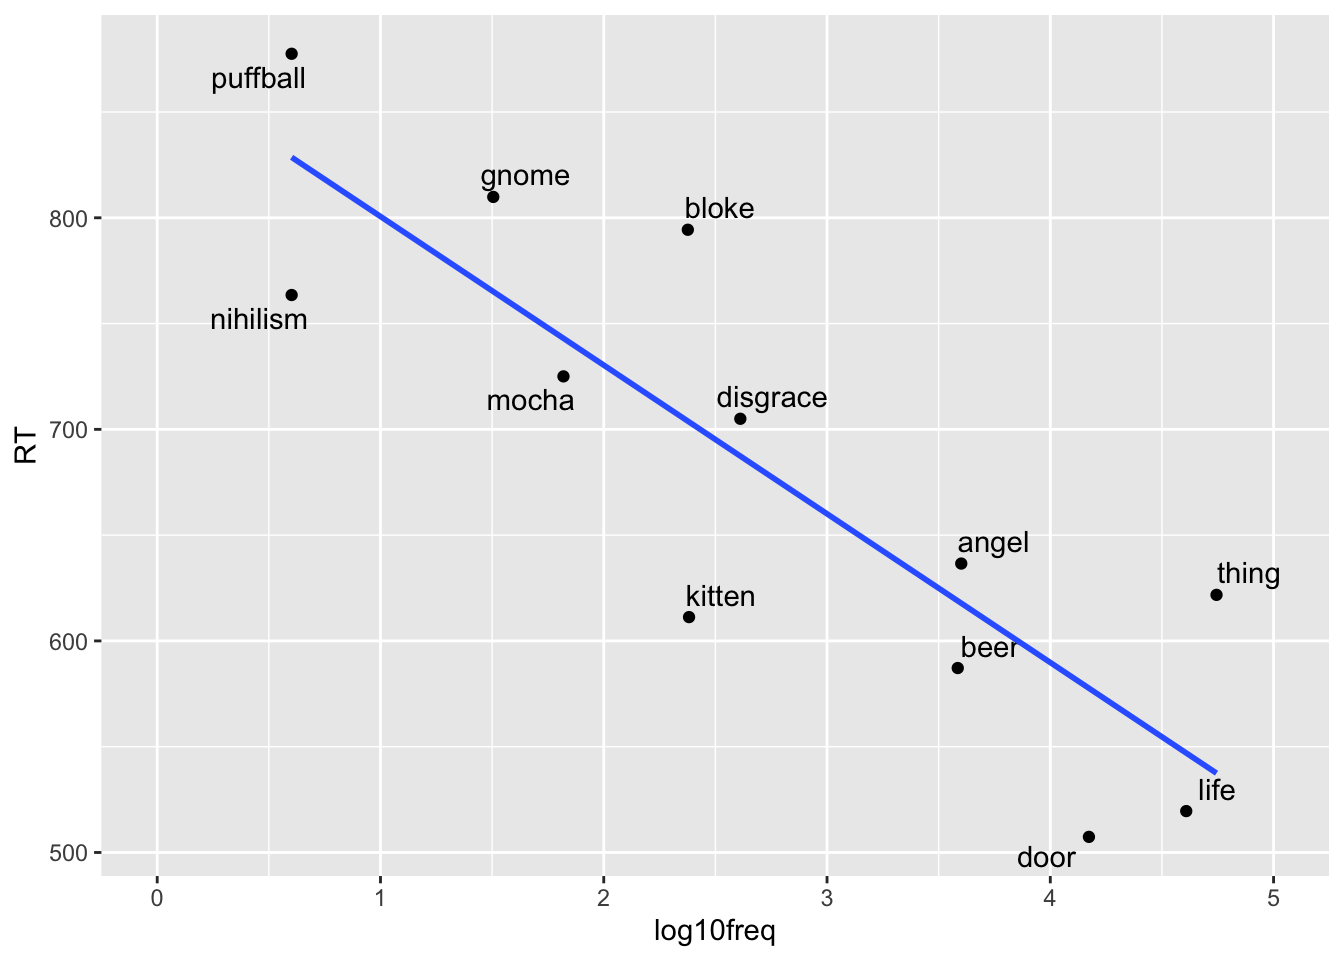 puffball
gnome
bloke
800
nihilism
mocha
disgrace
700
RT
angel
thing
kitten
600
beer
life
500
door
0 1 2 3 4 5
log10freq